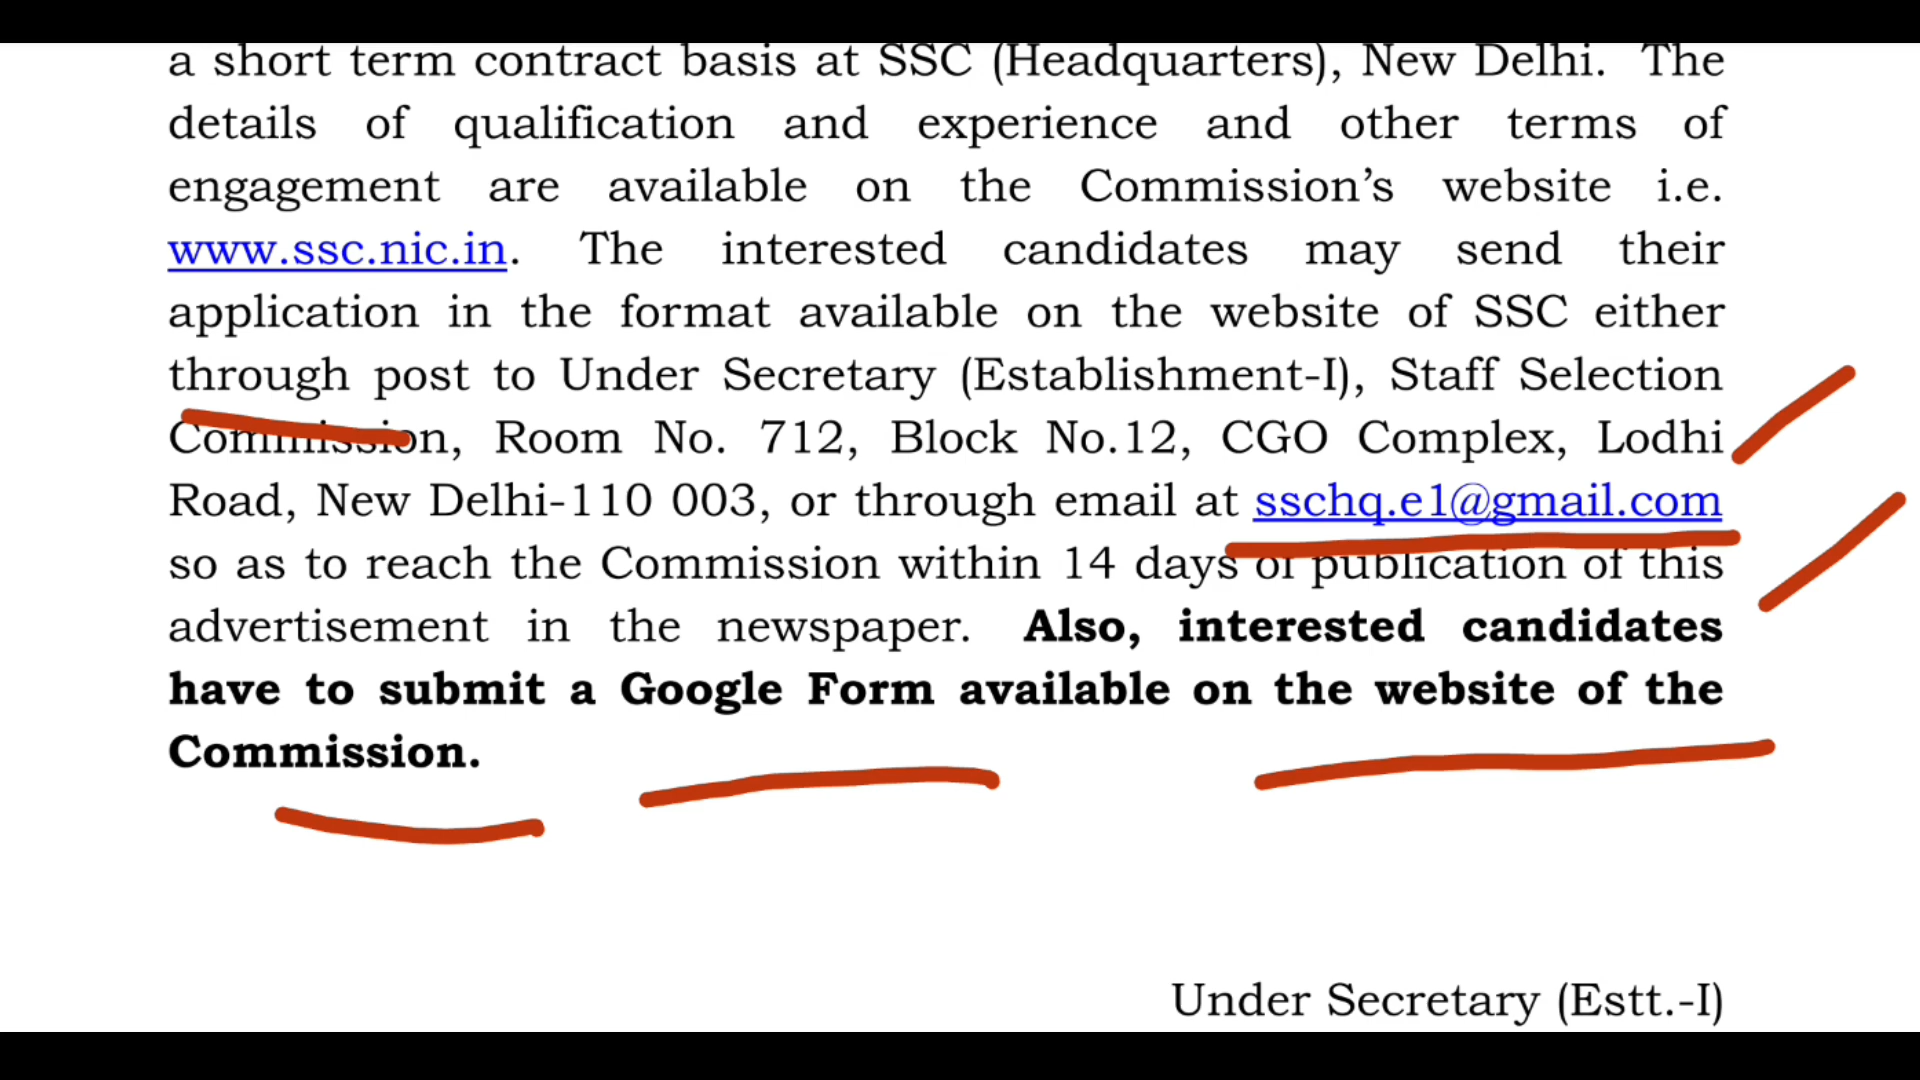 a short term contract basis at SSC (Headquarters), New Delhi. The
details of qualification and experience and other terms of
engagement are available on the Commission’s website i.e.
www.ssc.nic.in. The interested candidates may send their
application in the format available on the website of SSC either
through post to Under Secretary (Establishment-I), Staff Selection
Commission, Room No. 712, Block No.12, CGO Complex, Lodhi
Road, New Delhi-110 003, or through email at sschq.e1@gmail.com
so as to reach the Commission within 14 days of publication of this
advertisement in the newspaper. Also, interested candidates
have to submit a Google Form available on the website of the
Commission.
Under Secretary (Estt.-I)